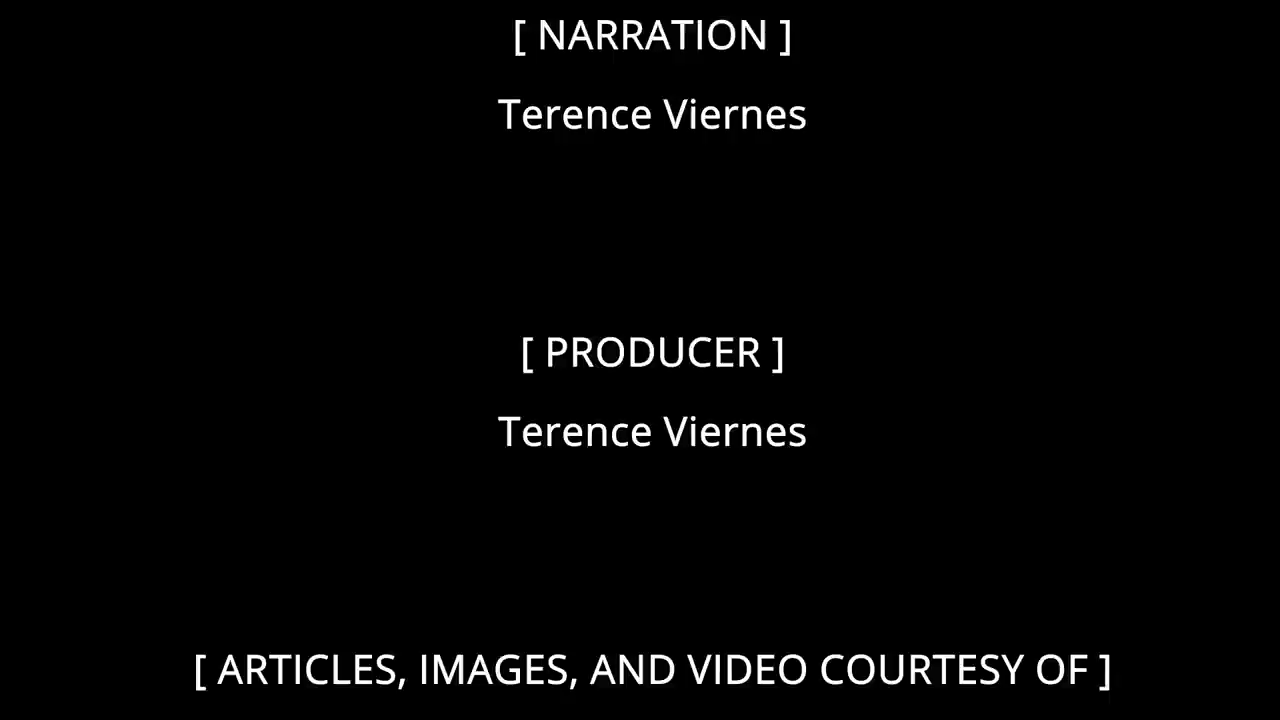 [ NARRATION ]
Terence Viernes
[ PRODUCER ]
Terence Viernes
[ ARTICLES, IMAGES, AND VIDEO COURTESY OF ]